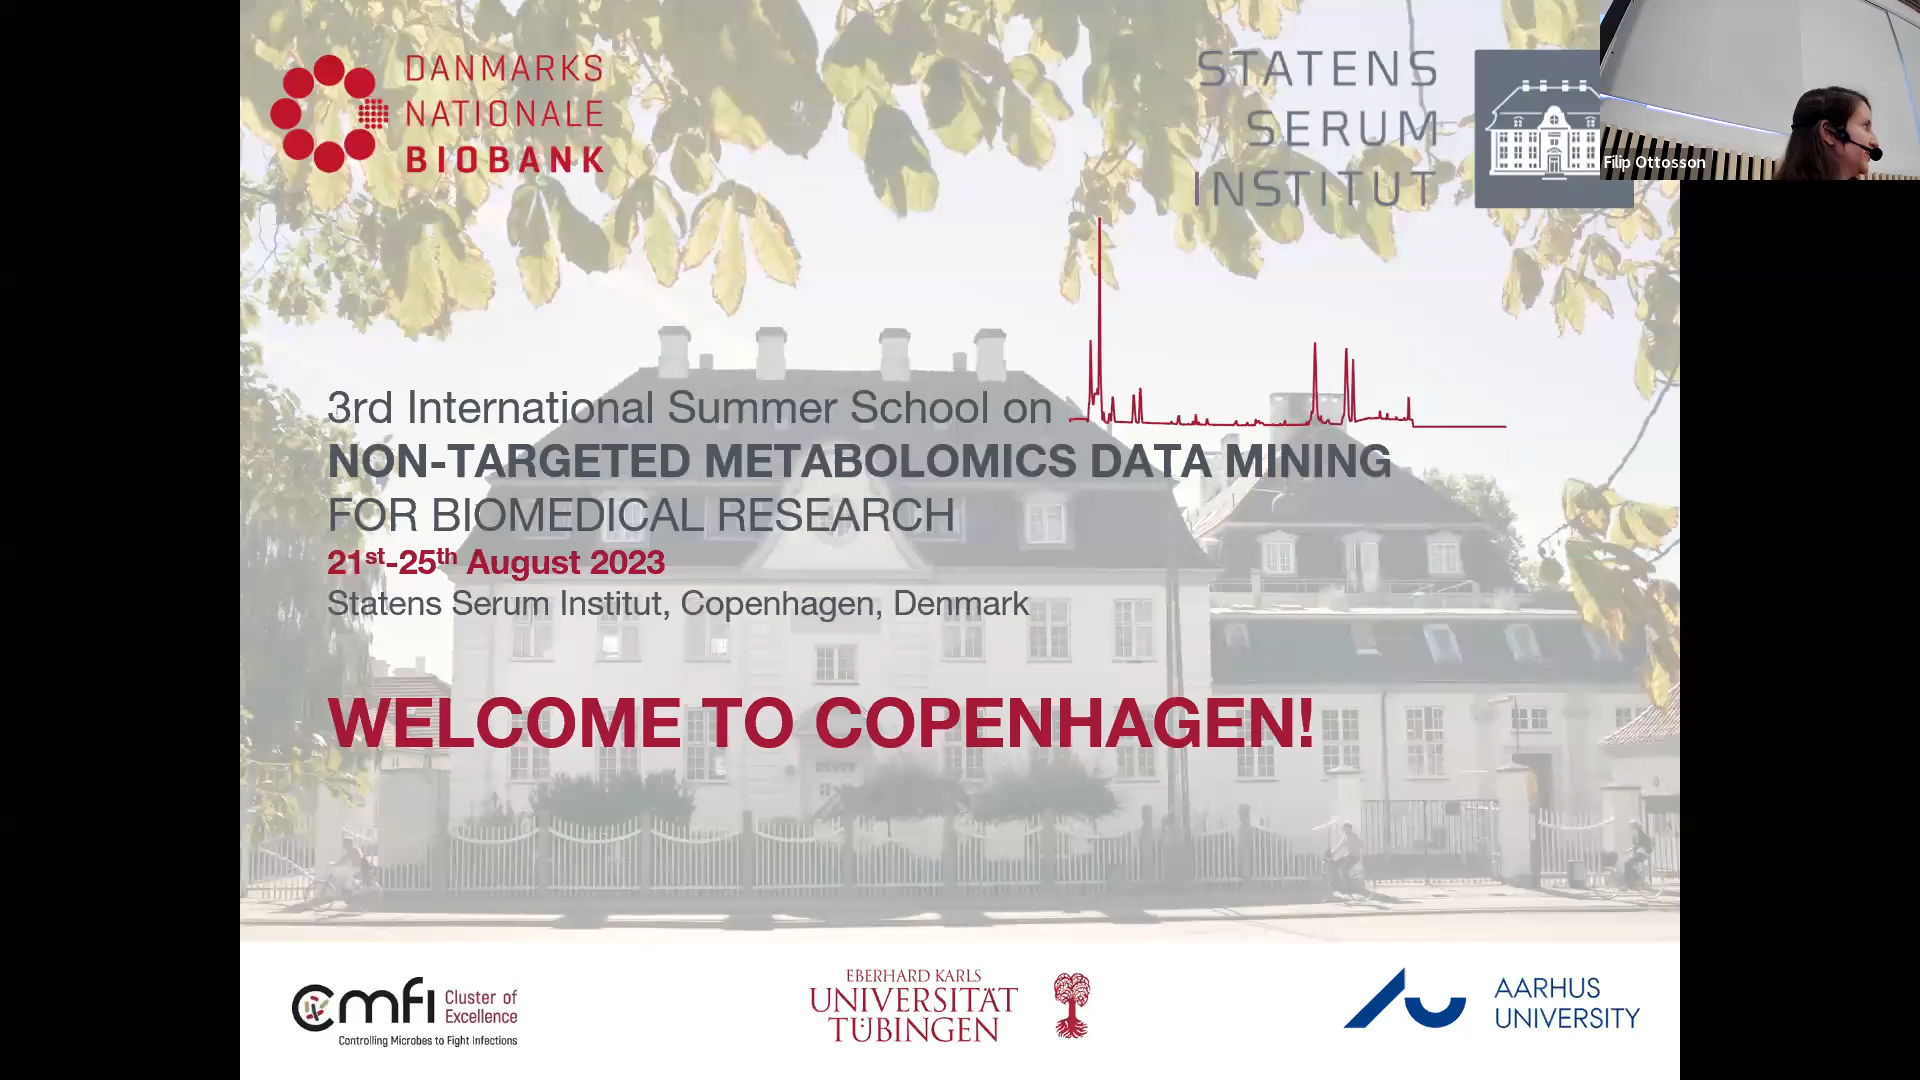 DANMARKS
NATIONALE
BIOBANK
STATENS
SERUM
INSTITUT
Filip Ottosson
3rd International Summer School on
NON-TARGETED METABOLOMICS DATA MINING
FOR BIOMEDICAL RESEARCH
21st-25th August 2023
Statens Serum Institut, Copenhagen, Denmark
WELCOME TO COPENHAGEN!
cmfi
Cluster of
Excellence
Controlling Microbes to Fight Infections
EBERHARD KARLS
UNIVERSITÄT
TÜBINGEN
AARHUS
UNIVERSITY